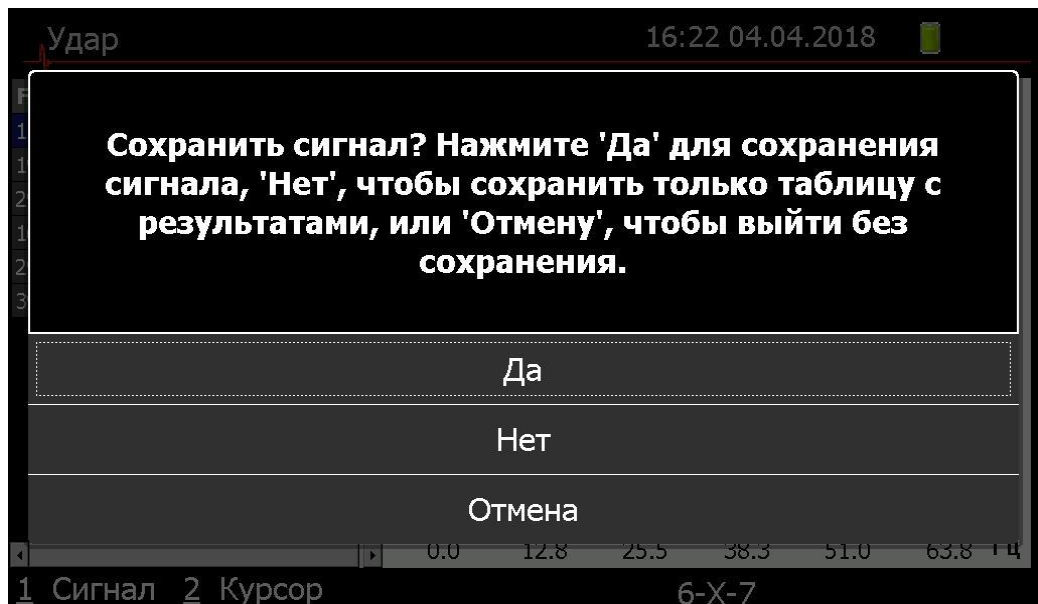 Удар 16:22 04.04.2018
Сохранить сигнал? Нажмите 'Да' для сохранения
сигнала, 'Нет', чтобы сохранить только таблицу с
результатами, или 'Отмену', чтобы выйти без
сохранения.
Да
Нет
Отмена
0.0 12.8 25.5 38.3 51.0 63.8 Гц
1 Сигнал 2 Курсор 6-X-7